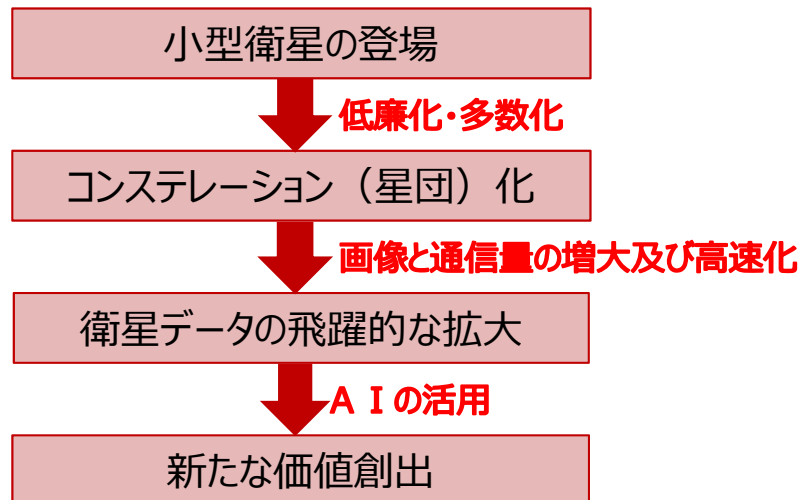 小型衛星の登場
低廉化・多数化
コンステレーション（星団）化
画像と通信量の増大及び高速化
衛星データの飛躍的な拡大
ＡＩの活用
新たな価値創出